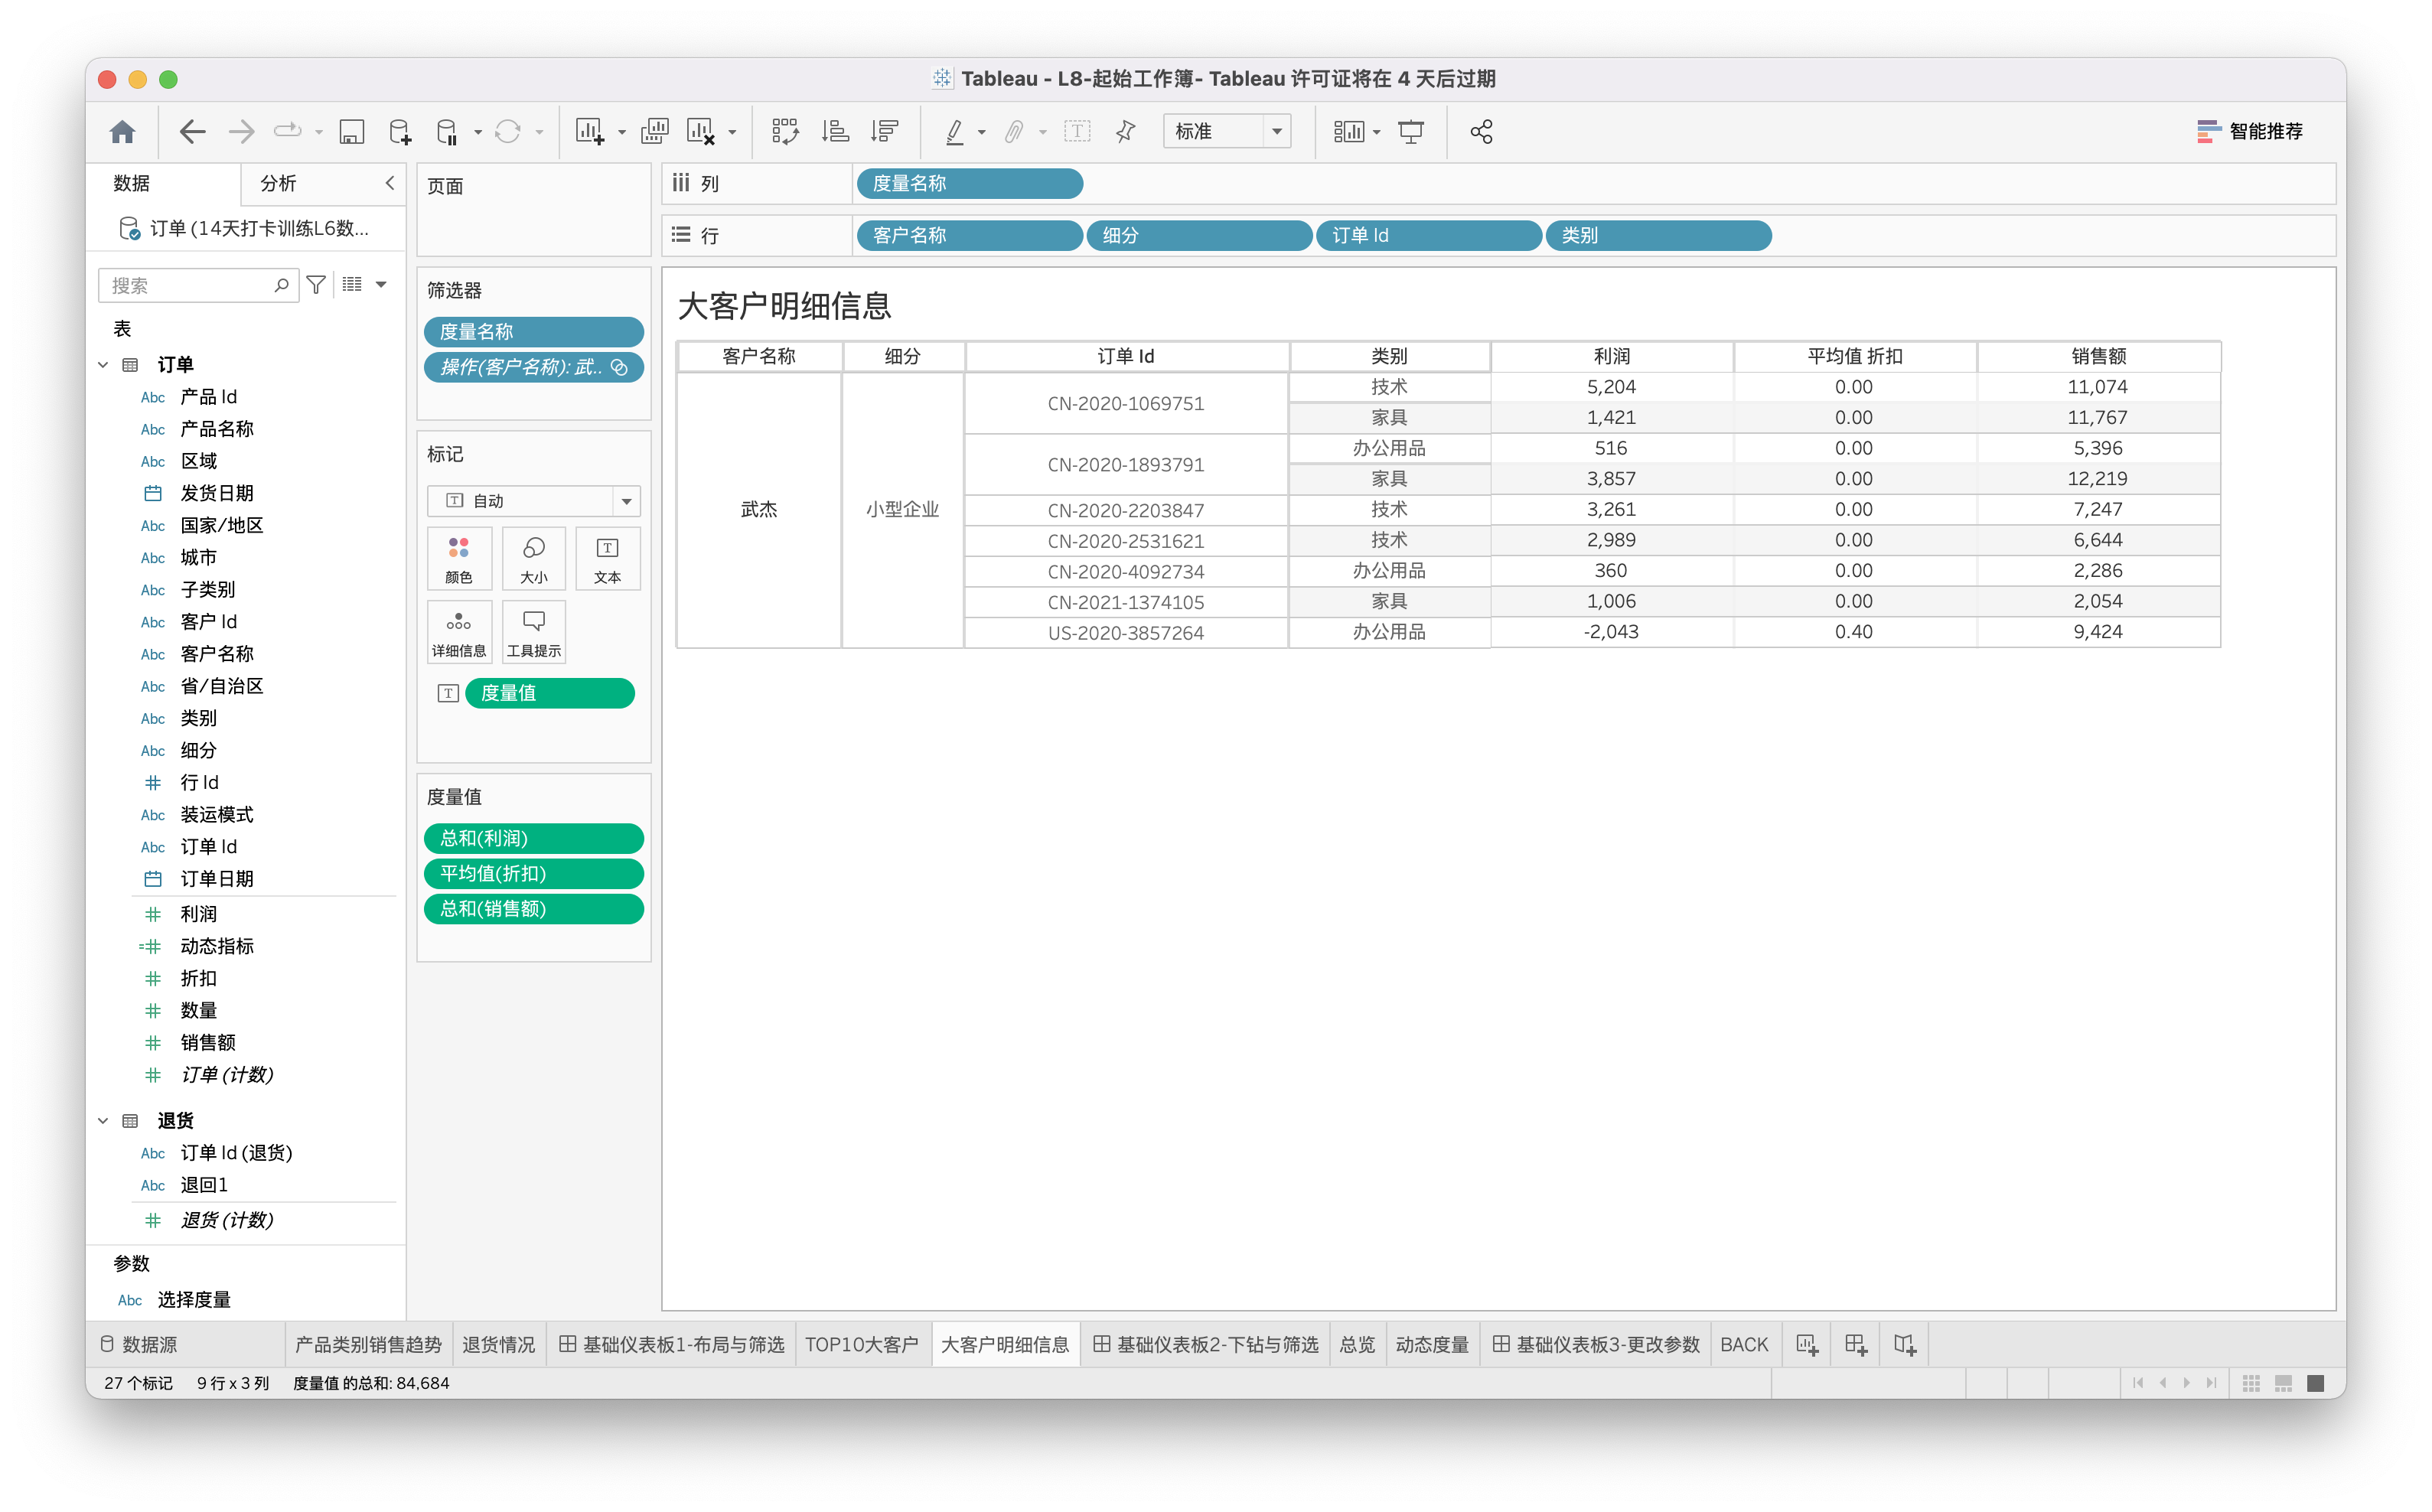 Tableau - L8-起始工作簿- Tableau 许可证将在 4 天后过期
标准
智能推荐
数据
分析
订单 (14天打卡训练L6数...
搜索
表
订单
Abc 产品 Id
Abc 产品名称
Abc 区域
发货日期
Abc 国家/地区
Abc 城市
Abc 子类别
Abc 客户 Id
Abc 客户名称
Abc 省/自治区
Abc 类别
Abc 细分
行 Id
Abc 装运模式
Abc 订单 Id
订单日期
利润
动态指标
折扣
数量
销售额
订单 (计数)
退货
Abc 订单 Id (退货)
Abc 退回1
退货 (计数)
参数
Abc 选择度量
页面
筛选器
度量名称
操作(客户名称): 武..
标记
自动
颜色 大小 文本
详细信息 工具提示
度量值
度量值
总和(利润)
平均值(折扣)
总和(销售额)
列 度量名称
行 客户名称 细分 订单 Id 类别
大客户明细信息
客户名称 细分 订单 Id 类别 利润 平均值 折扣 销售额
武杰 小型企业 CN-2020-1069751 技术 5,204 0.00 11,074
家具 1,421 0.00 11,767
CN-2020-1893791 办公用品 516 0.00 5,396
家具 3,857 0.00 12,219
CN-2020-2203847 技术 3,261 0.00 7,247
CN-2020-2531621 技术 2,989 0.00 6,644
CN-2020-4092734 办公用品 360 0.00 2,286
CN-2021-1374105 家具 1,006 0.00 2,054
US-2020-3857264 办公用品 -2,043 0.40 9,424
数据源 产品类别销售趋势 退货情况 基础仪表板1-布局与筛选 TOP10大客户 大客户明细信息 基础仪表板2-下钻与筛选 总览 动态度量 基础仪表板3-更改参数 BACK
27 个标记 9 行 x 3 列 度量值 的总和: 84,684